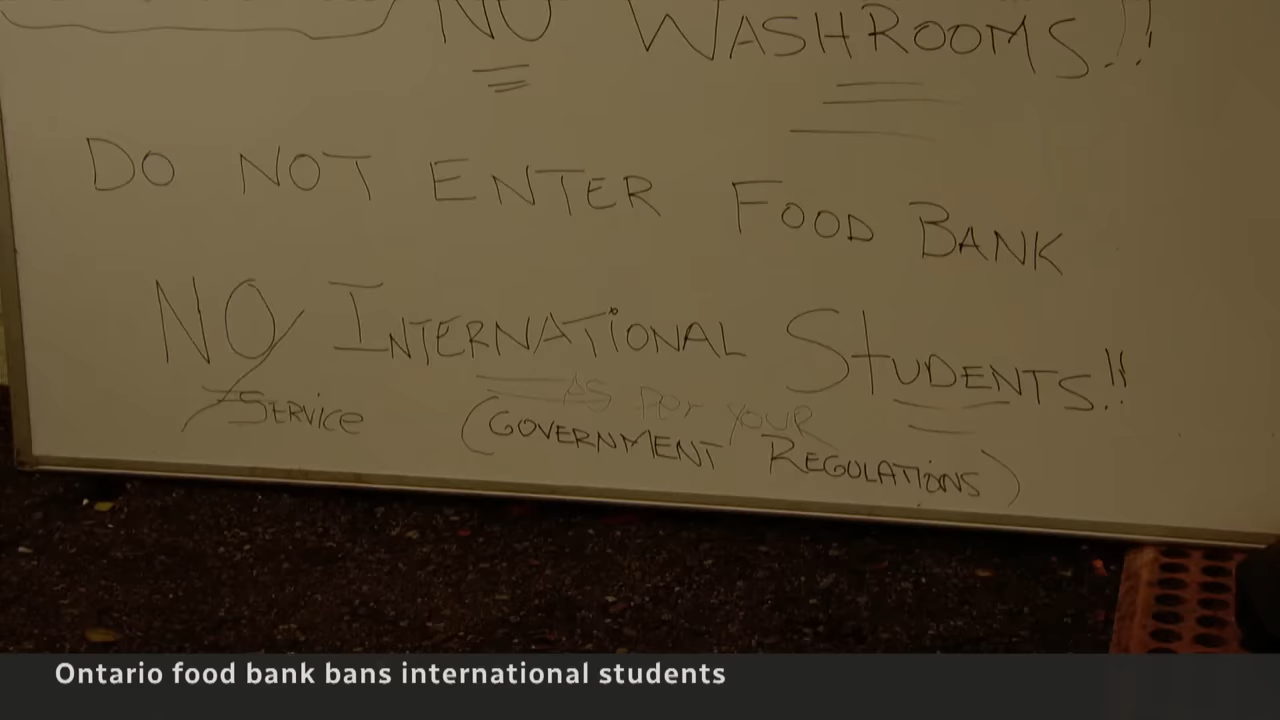 NO WASHROOMS!!
DO NOT ENTER FOOD BANK
NO INTERNATIONAL STUDENTS!!
AS PER YOUR
SERVICE (GOVERNMENT REGULATIONS)
Ontario food bank bans international students